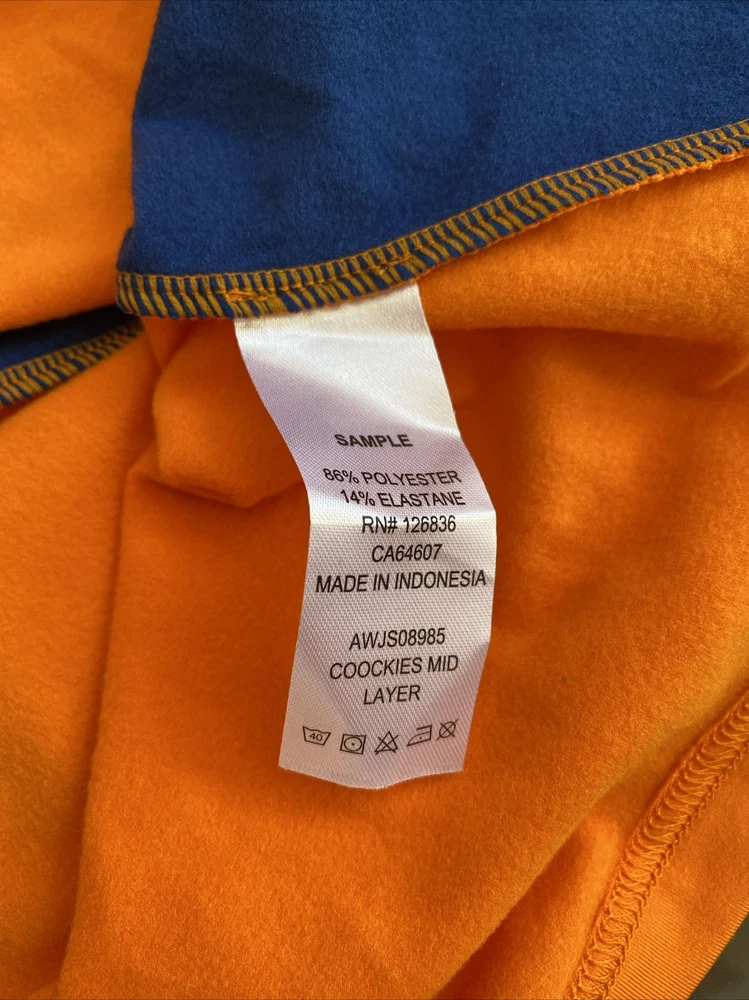 SAMPLE
86% POLYESTER
14% ELASTANE
RN# 126836
CA64607
MADE IN INDONESIA
AWJS08985
COOCKIES MID
LAYER
40